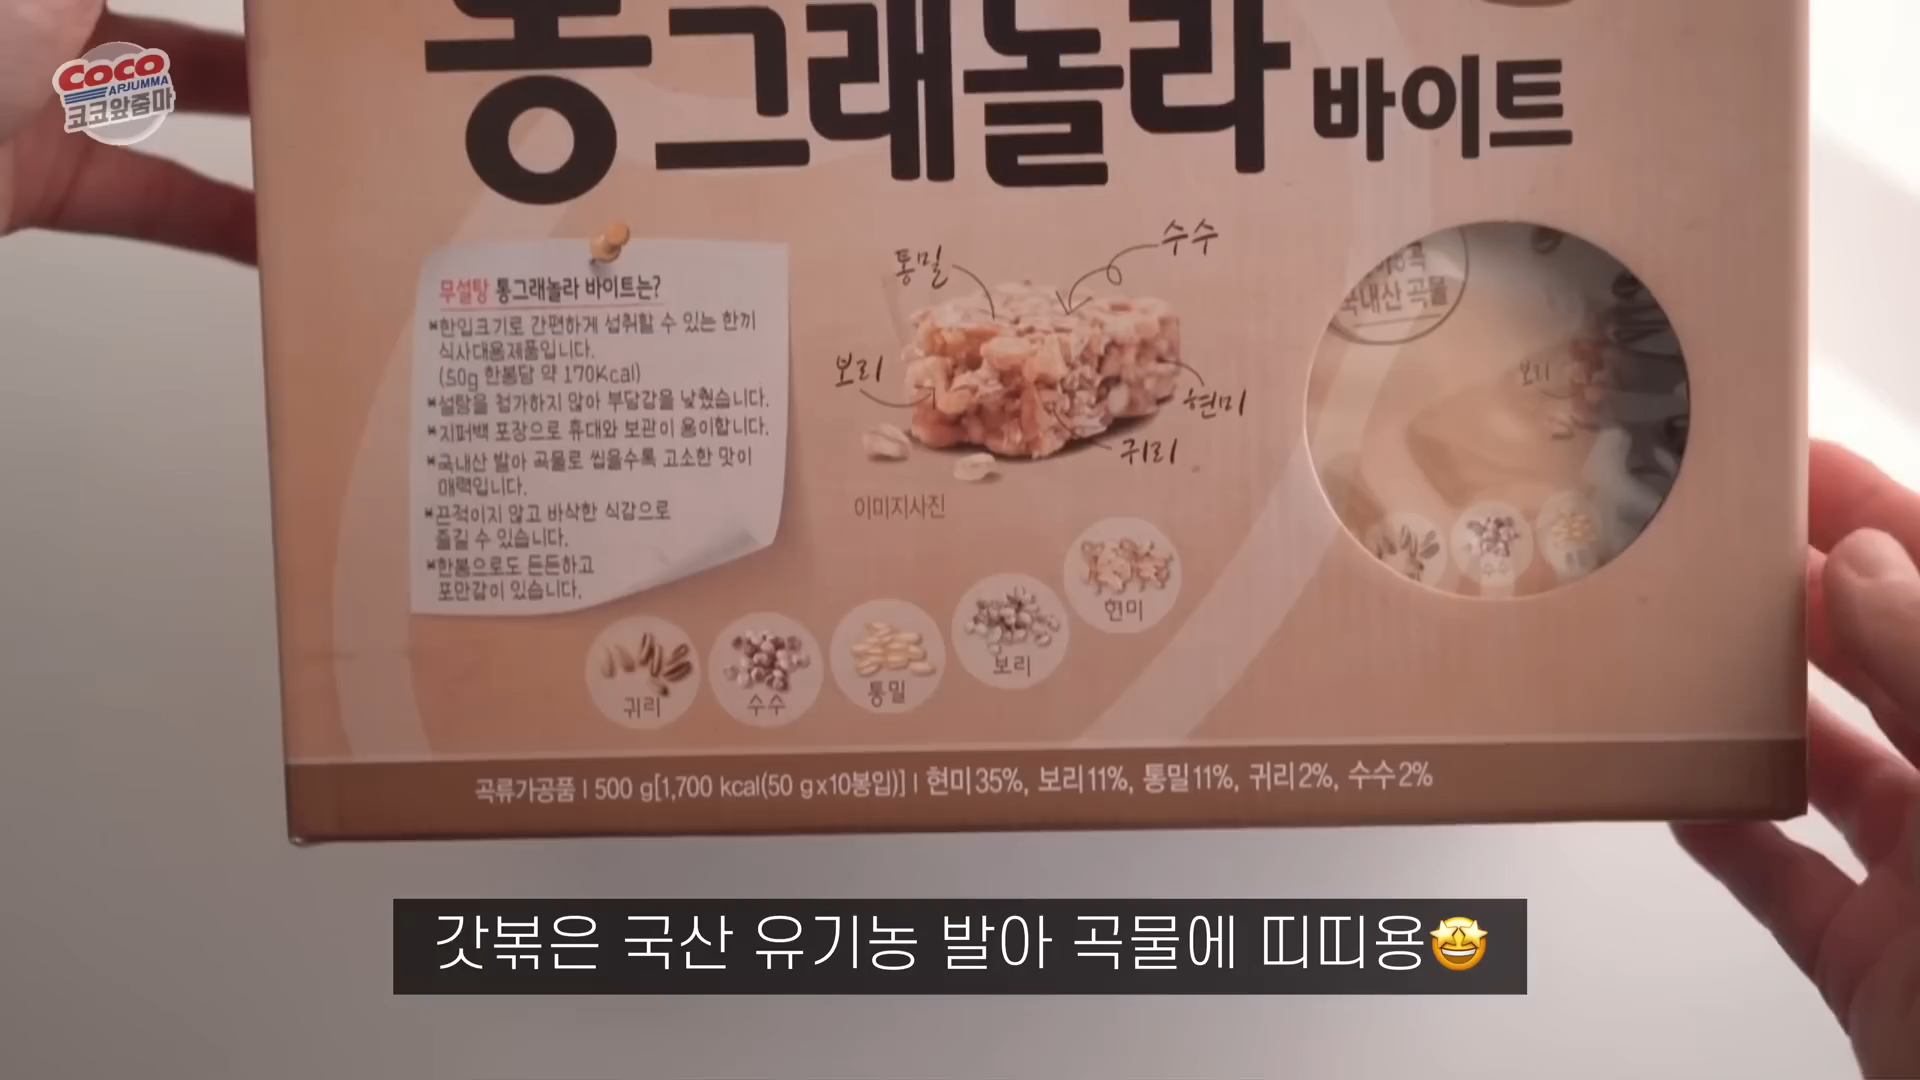 COCO
ARJUMMA
코코앞줌마
통그래놀라 바이트
무설탕 통그래놀라 바이트는?
*한입크기로 간편하게 섭취할 수 있는 한끼
식사대용제품입니다.
(50g 한봉당 약 170Kcal)
*설탕을 첨가하지 않아 부담감을 낮췄습니다.
*지퍼백 포장으로 휴대와 보관이 용이합니다.
*국내산 발아 곡물로 씹을수록 고소한 맛이
매력입니다.
*끈적이지 않고 바삭한 식감으로
즐길 수 있습니다.
*한봉으로도 든든하고
포만감이 있습니다.
통밀
수수
보리
현미
귀리
이미지사진
국내산 곡물
보리
수수
귀리
수수
통밀
보리
현미
곡류가공품 | 500 g[1,700 kcal(50 g x10봉입)] | 현미35%, 보리11%, 통밀11%, 귀리2%, 수수2%
갓볶은 국산 유기농 발아 곡물에 띠띠용🤩